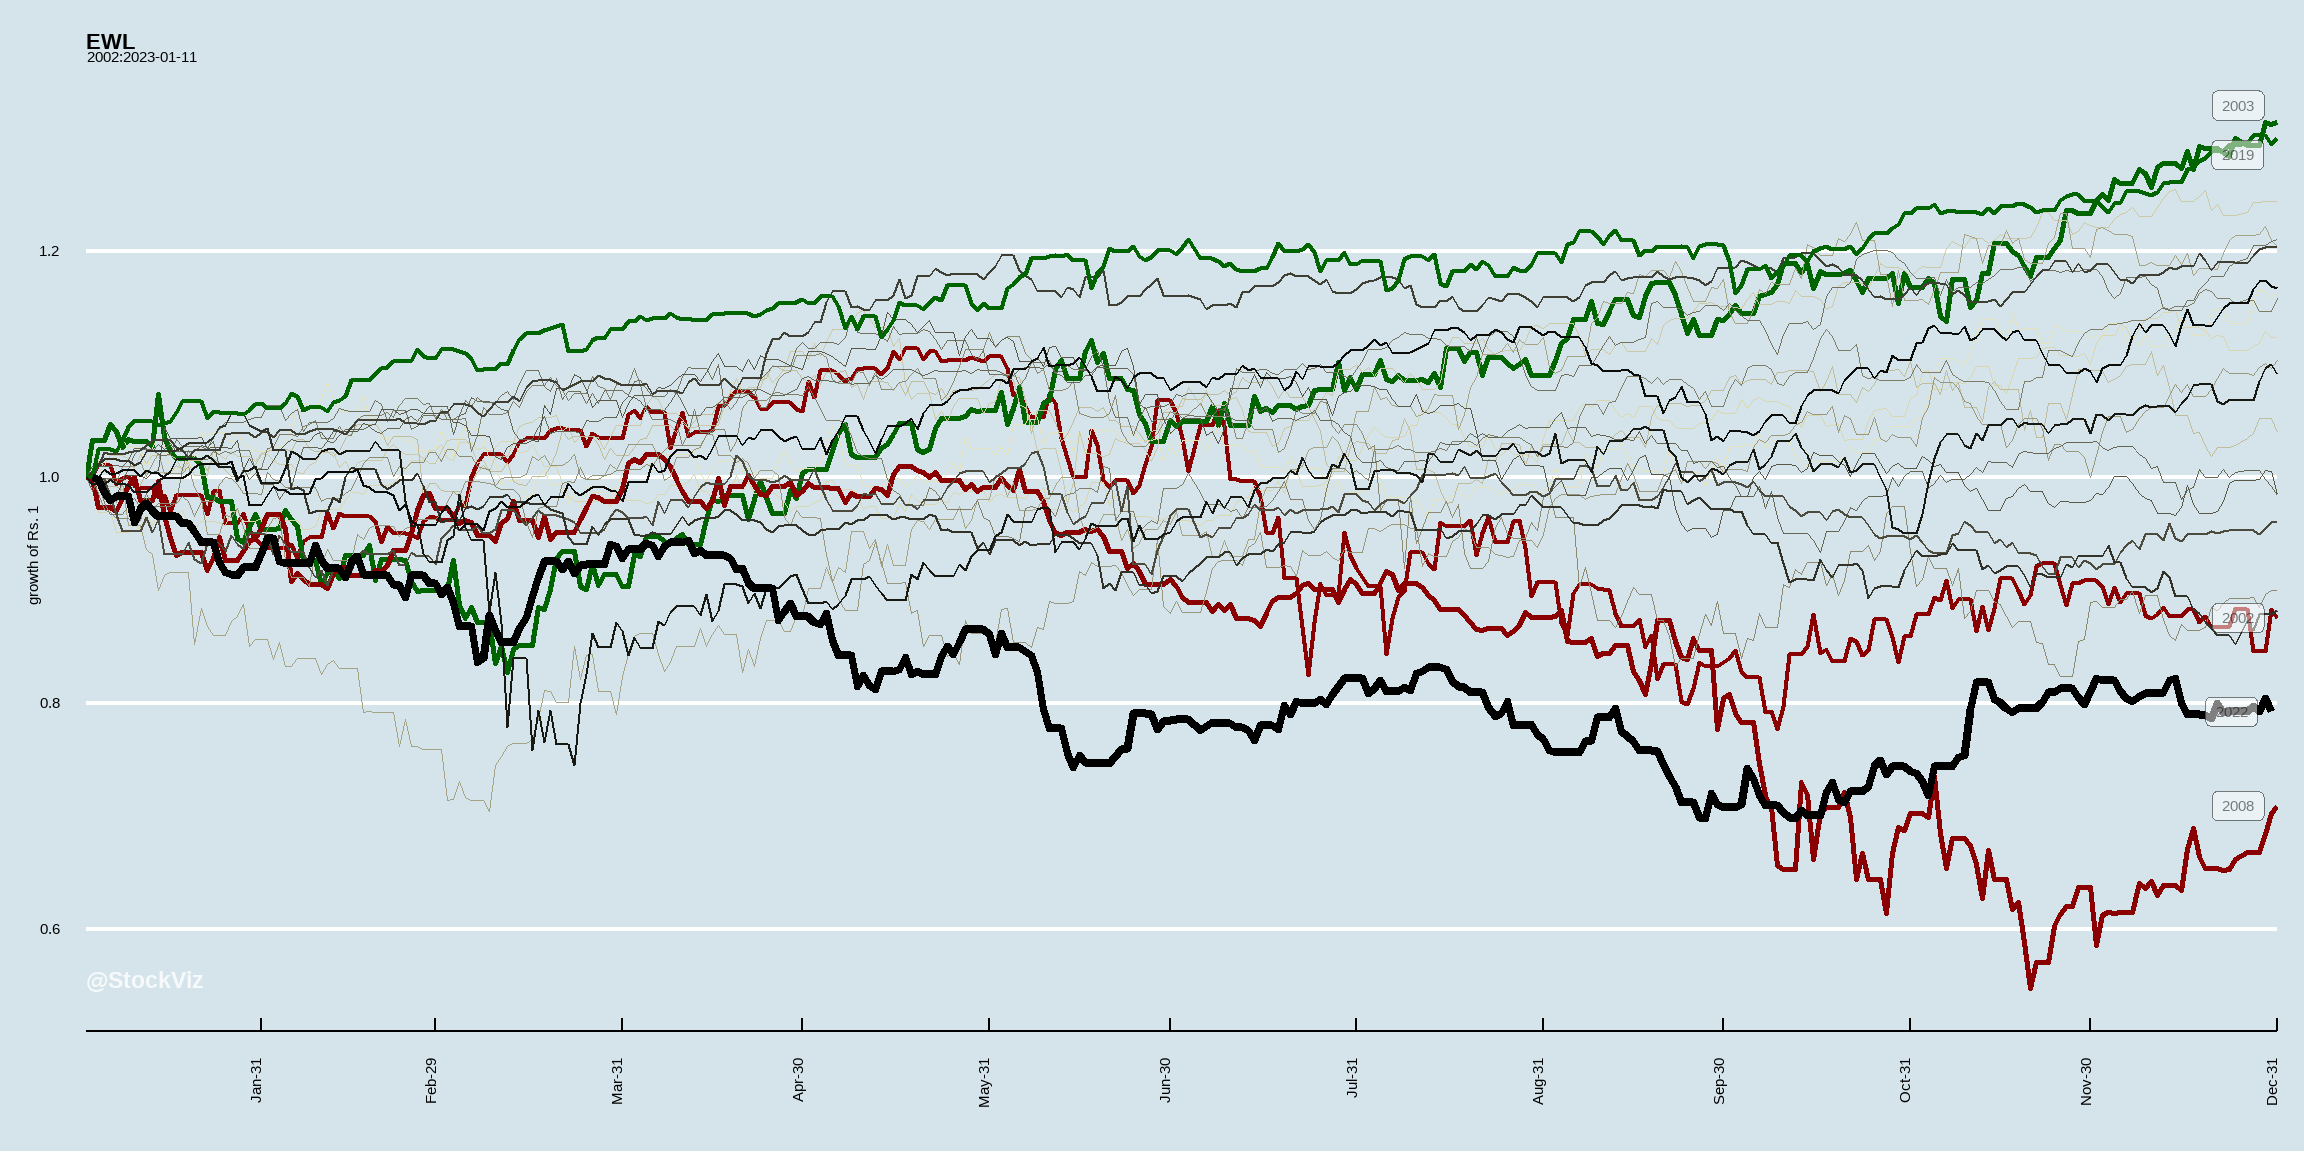 EWL
2002:2023-01-11
2003
2019
1.2
1.0
growth of Rs. 1
2002
0.8
2022
2008
0.6
@StockViz
Jan-31
Feb-29
Mar-31
Apr-30
May-31
Jun-30
Jul-31
Aug-31
Sep-30
Oct-31
Nov-30
Dec-31